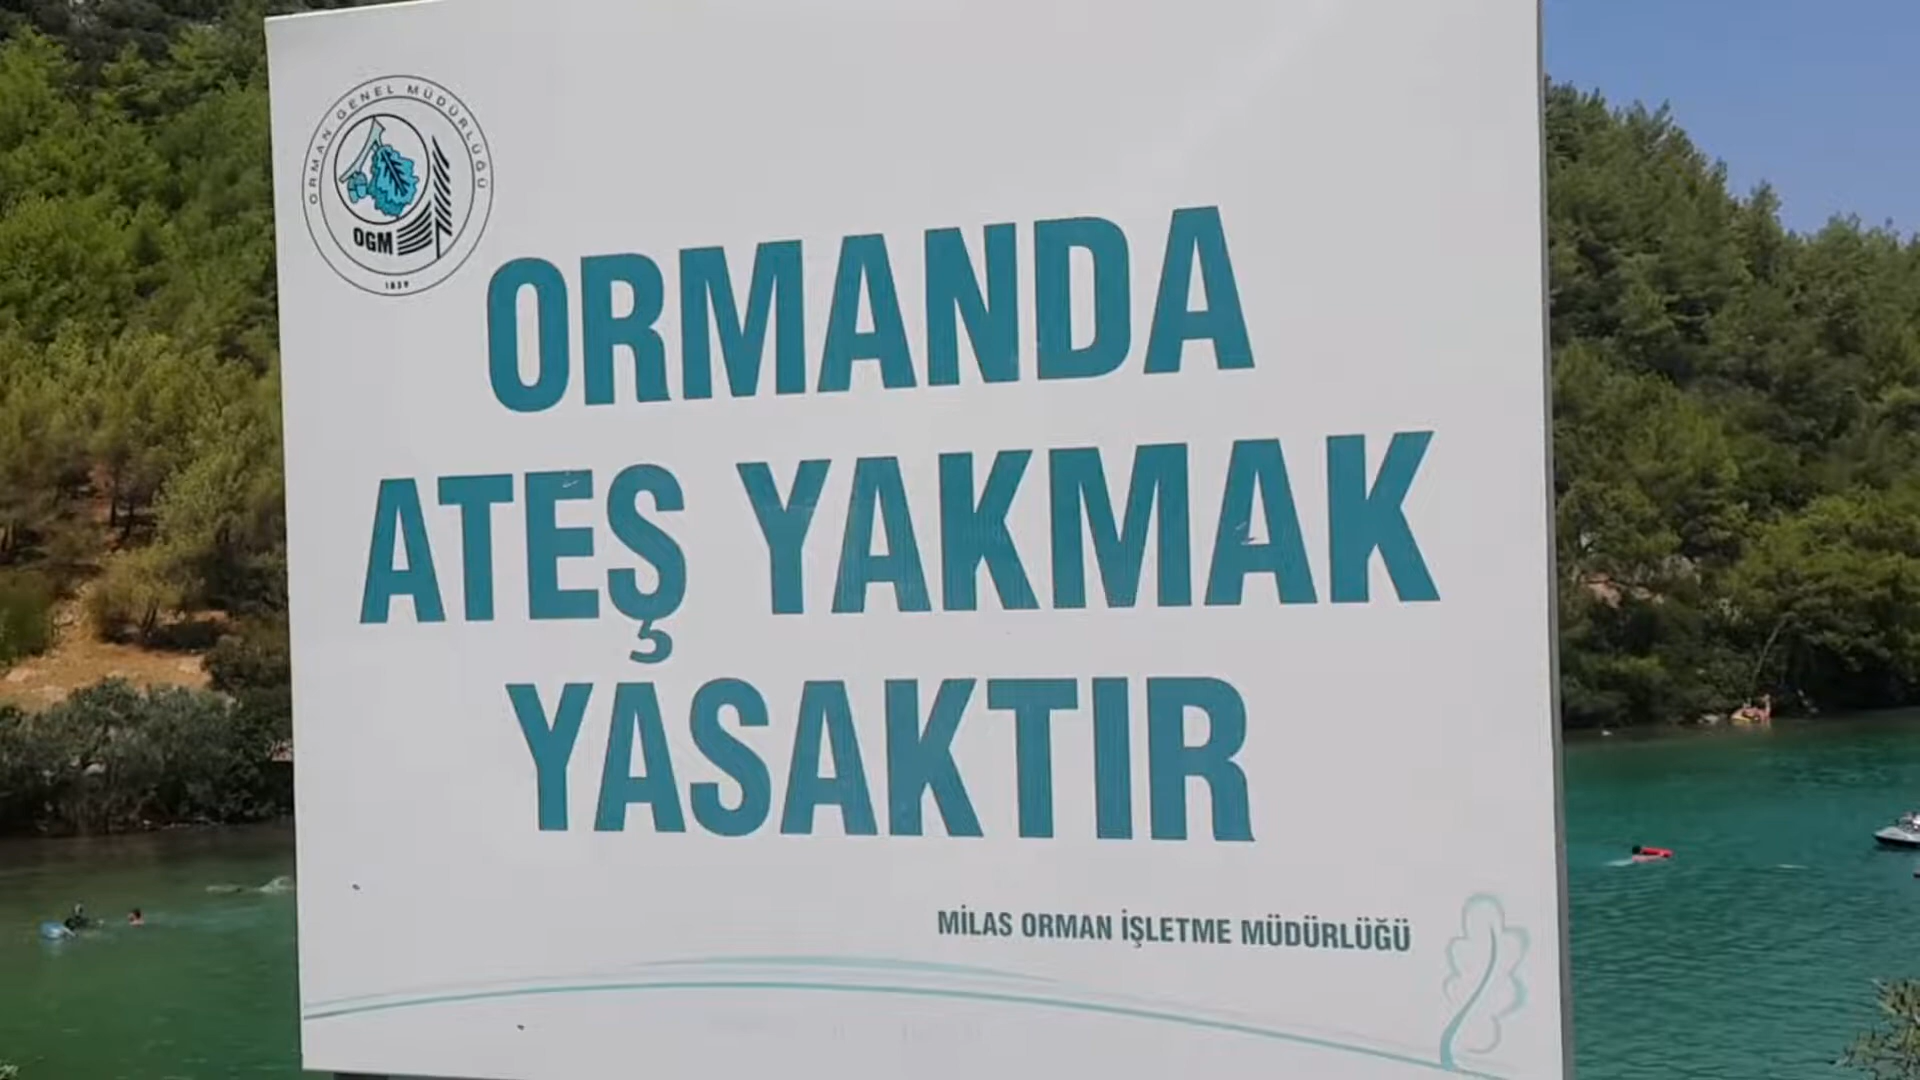 ORMAN GENEL MÜDÜRLÜĞÜ
OGM
1839
ORMANDA
ATEŞ YAKMAK
YASAKTIR
MİLAS ORMAN İŞLETME MÜDÜRLÜĞÜ